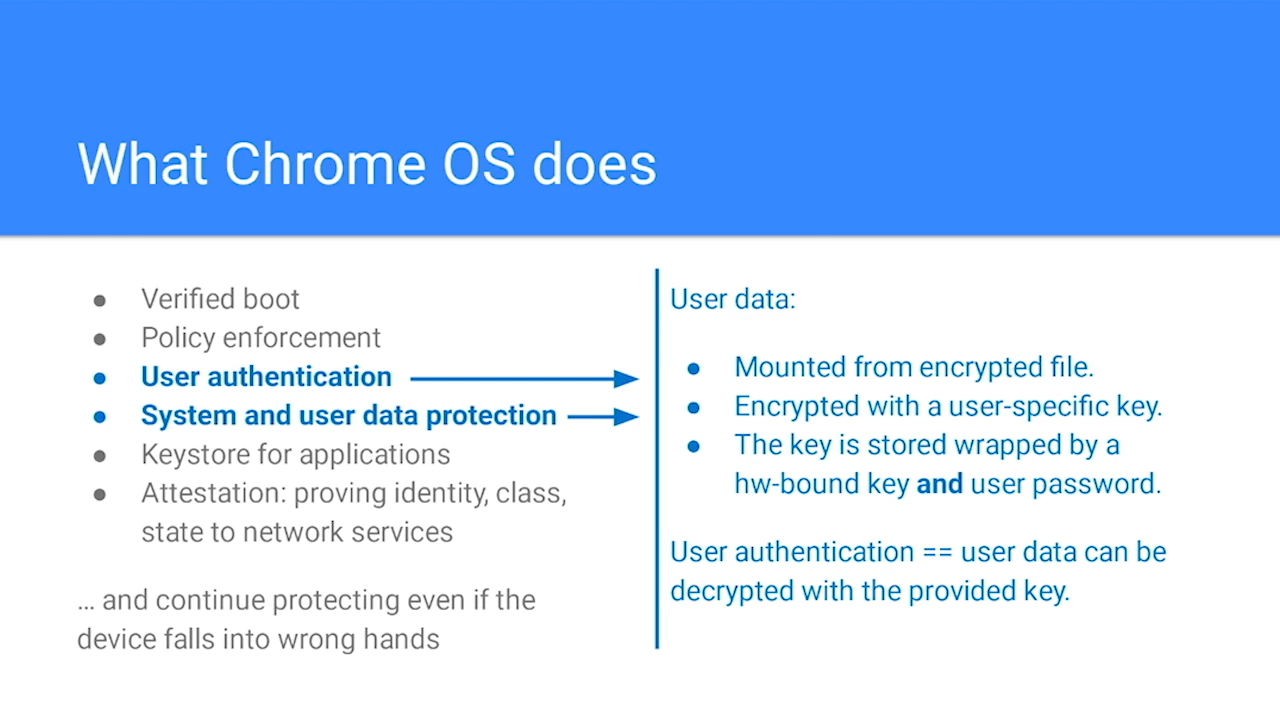 What Chrome OS does
● Verified boot
● Policy enforcement
● User authentication
● System and user data protection
● Keystore for applications
● Attestation: proving identity, class,
state to network services
… and continue protecting even if the
device falls into wrong hands
User data:
● Mounted from encrypted file.
● Encrypted with a user-specific key.
● The key is stored wrapped by a
hw-bound key and user password.
User authentication == user data can be
decrypted with the provided key.